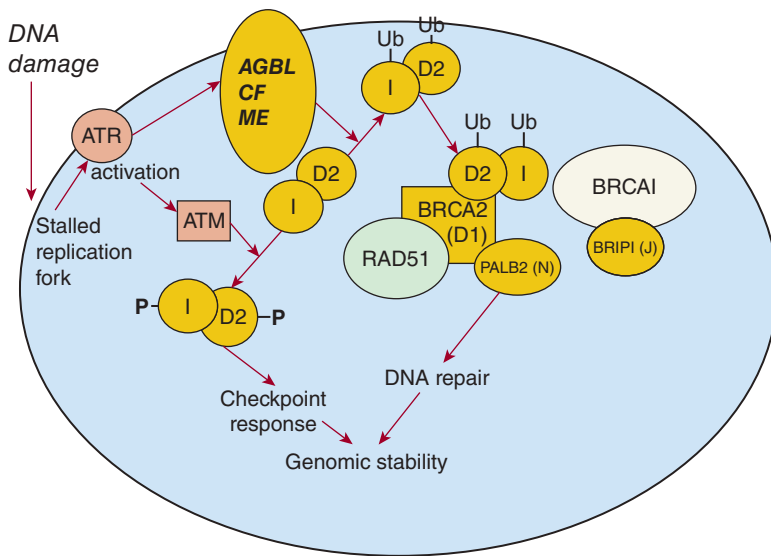 DNA
damage
ATR
activation
Stalled
replication
fork
ATM
AGBL
CF
ME
I
D2
Ub
Ub
I
D2
Ub
Ub
D2
I
BRCA2
(D1)
RAD51
PALB2 (N)
BRCAI
BRIPI (J)
P
I
D2
P
Checkpoint
response
DNA repair
Genomic stability